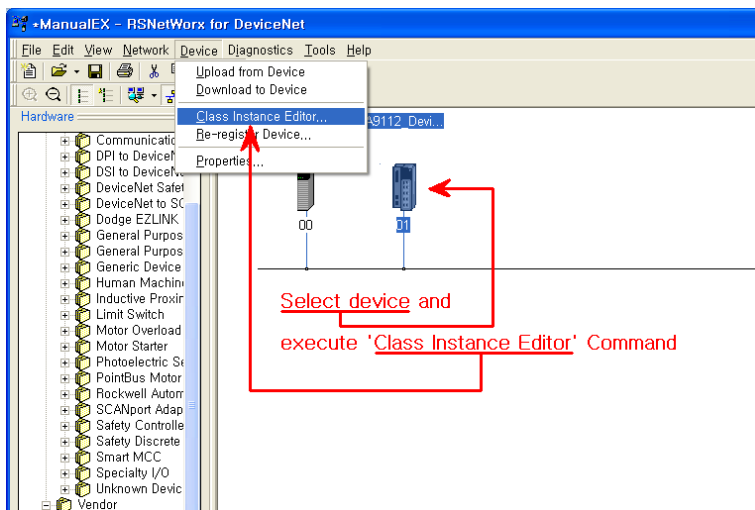 *ManualEX - RSNetWorx for DeviceNet
File Edit View Network Device Diagnostics Tools Help
Upload from Device
Download to Device
Class Instance Editor...
Re-register Device...
Properties...
Hardware
A9112_Devi...
Communicatio
DPI to DeviceN
DSI to DeviceN
DeviceNet Safet
DeviceNet to SC
Dodge EZLINK
General Purpos
General Purpos
Generic Device
Human Machin
Inductive Proxir
Limit Switch
Motor Overload
Motor Starter
Photoelectric Se
PointBus Motor
Rockwell Autom
SCANport Adap
Safety Controlle
Safety Discrete
Smart MCC
Specialty I/O
Unknown Devic
Vendor
00
01
Select device and
execute 'Class Instance Editor' Command